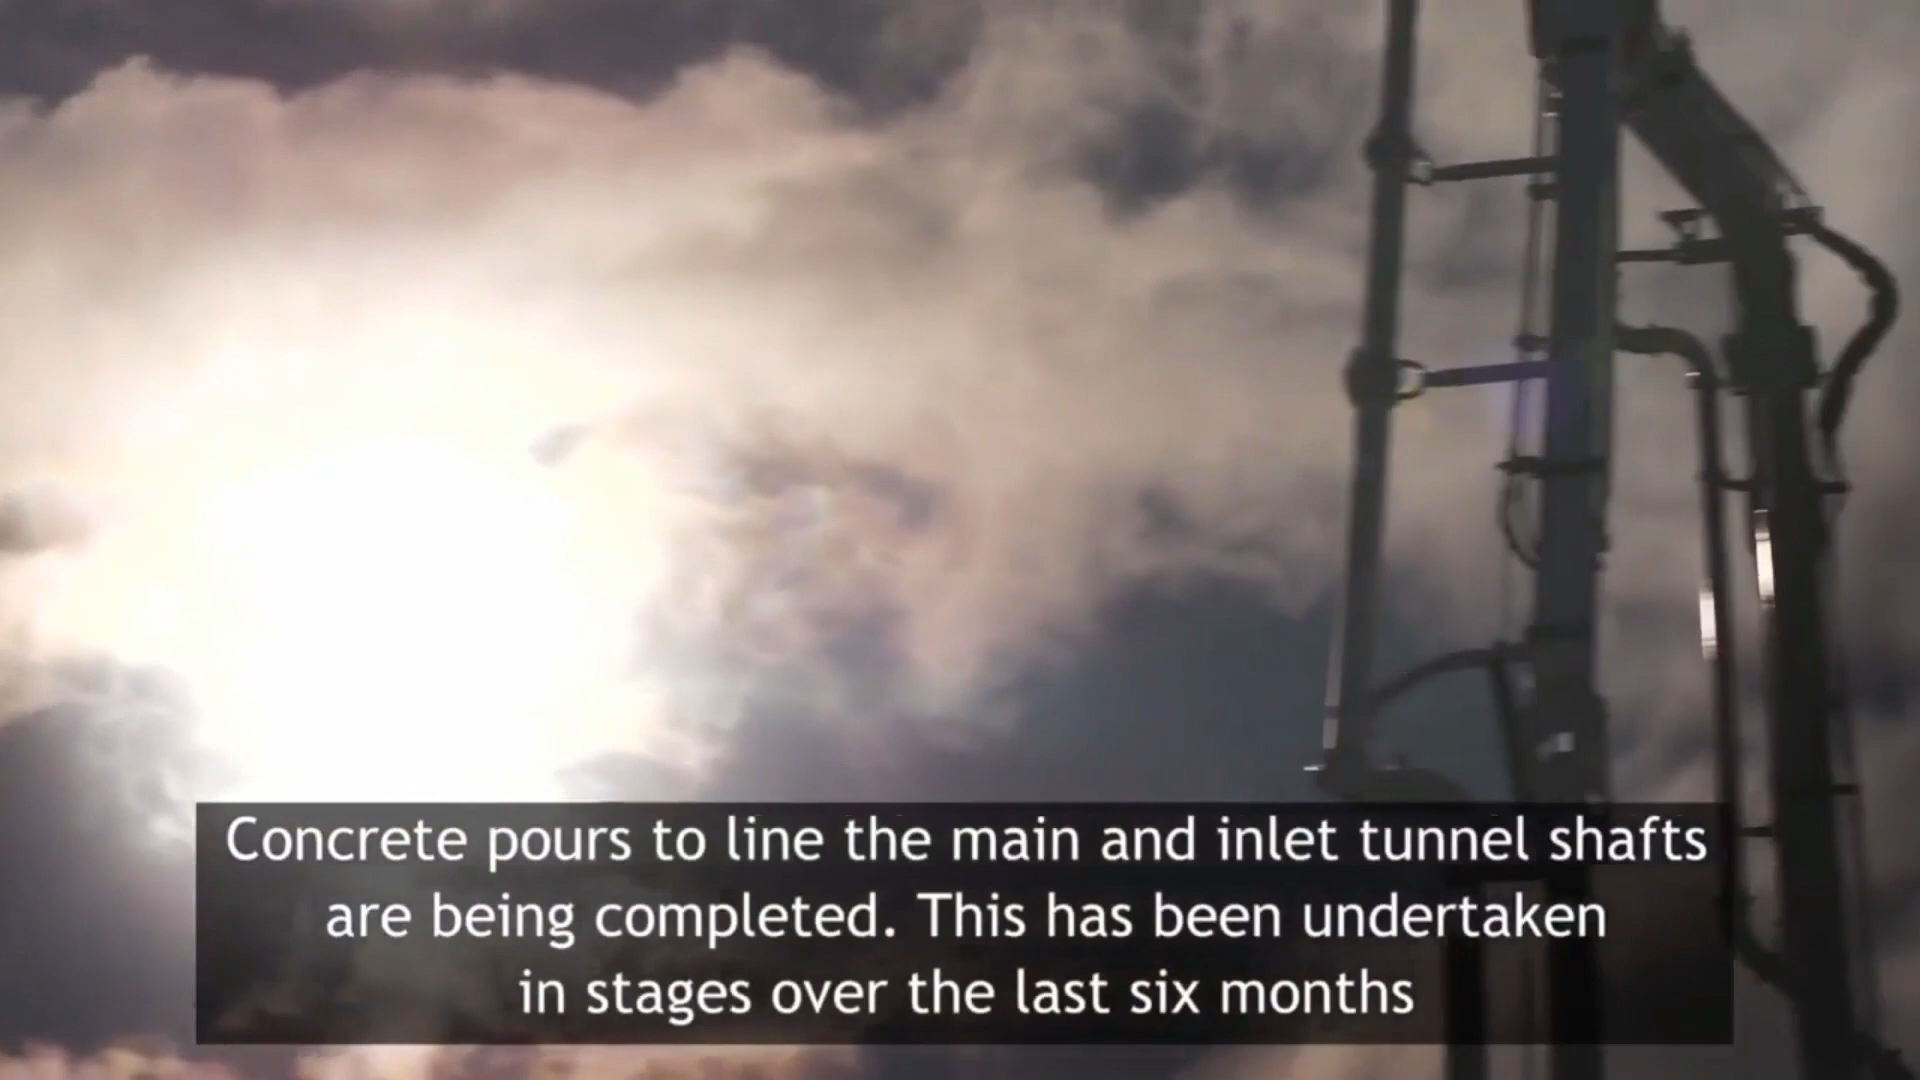 Concrete pours to line the main and inlet tunnel shafts
are being completed. This has been undertaken
in stages over the last six months